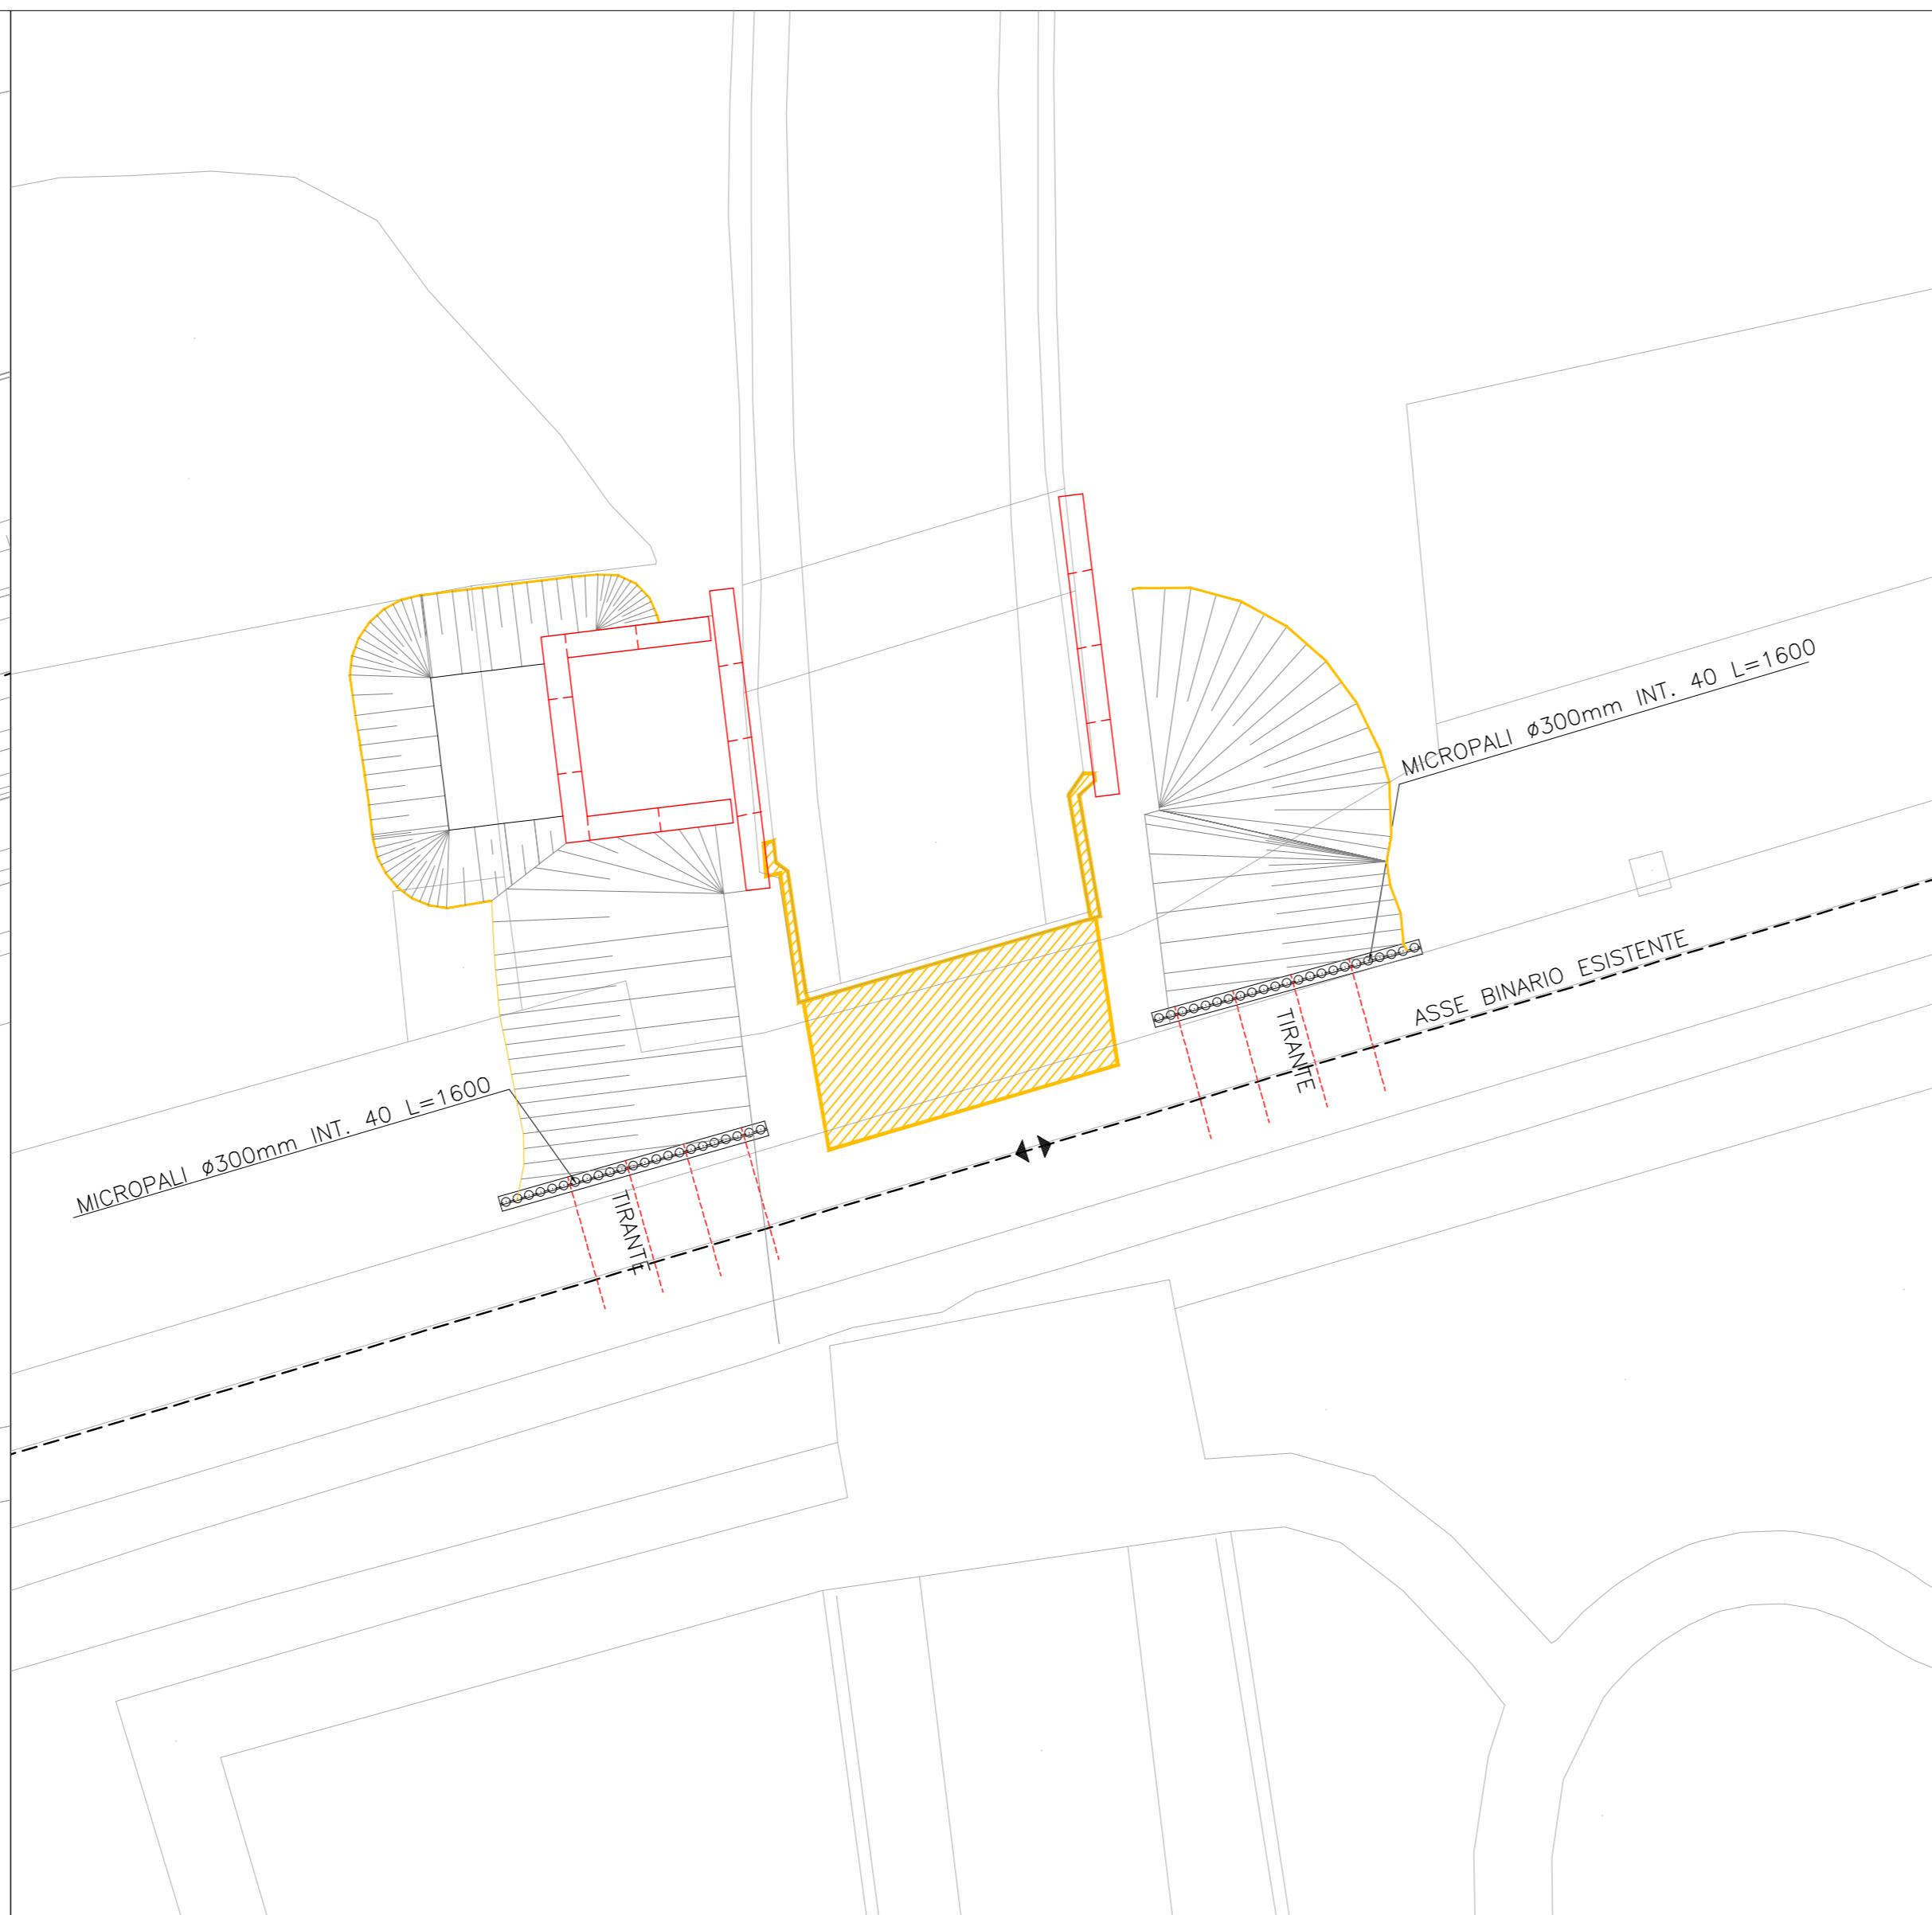 MICROPALI ø300mm INT. 40 L=1600
ASSE BINARIO ESISTENTE
TIRANTE
MICROPALI ø300mm INT. 40 L=1600
TIRANTE